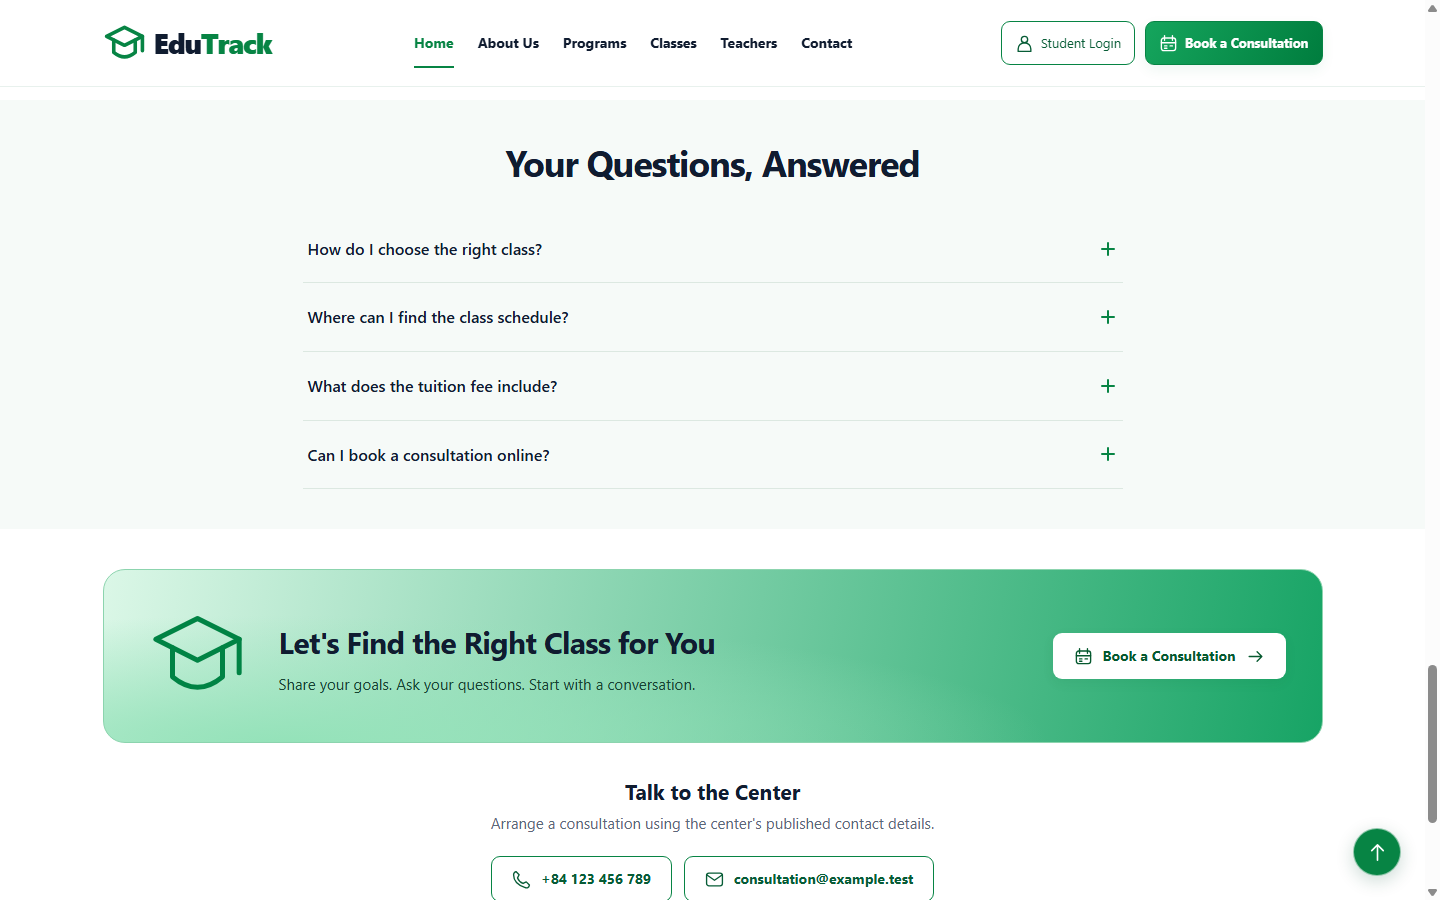 EduTrack
Home
About Us
Programs
Classes
Teachers
Contact
Student Login
Book a Consultation
Your Questions, Answered
How do I choose the right class?
Where can I find the class schedule?
What does the tuition fee include?
Can I book a consultation online?
Let's Find the Right Class for You
Share your goals. Ask your questions. Start with a conversation.
Book a Consultation
Talk to the Center
Arrange a consultation using the center's published contact details.
+84 123 456 789
consultation@example.test